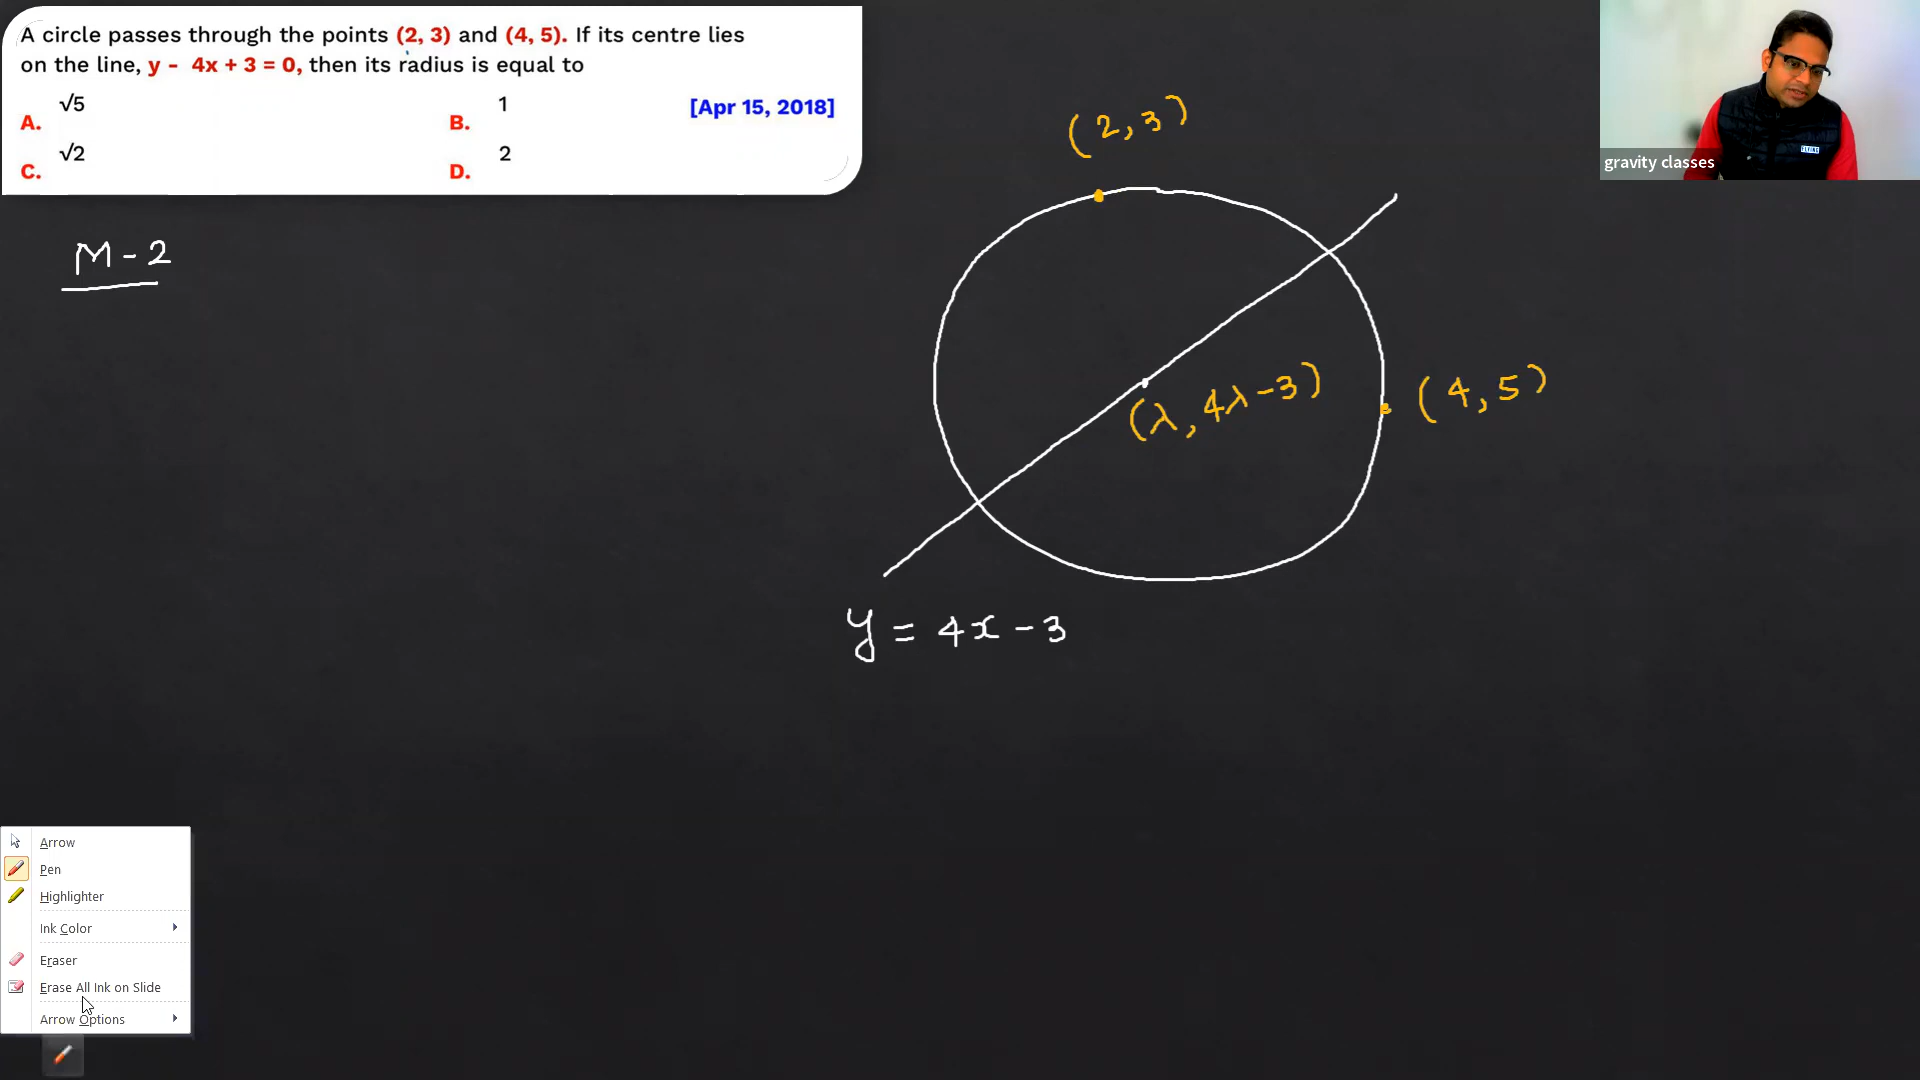 A circle passes through the points (2, 3) and (4, 5). If its centre lies
on the line, y - 4x + 3 = 0, then its radius is equal to
A. √5
B. 1
[Apr 15, 2018]
C. √2
D. 2
gravity classes
M-2
(2, 3)
(λ, 4λ-3)
(4, 5)
y = 4x - 3
Arrow
Pen
Highlighter
Ink Color
Eraser
Erase All Ink on Slide
Arrow Options